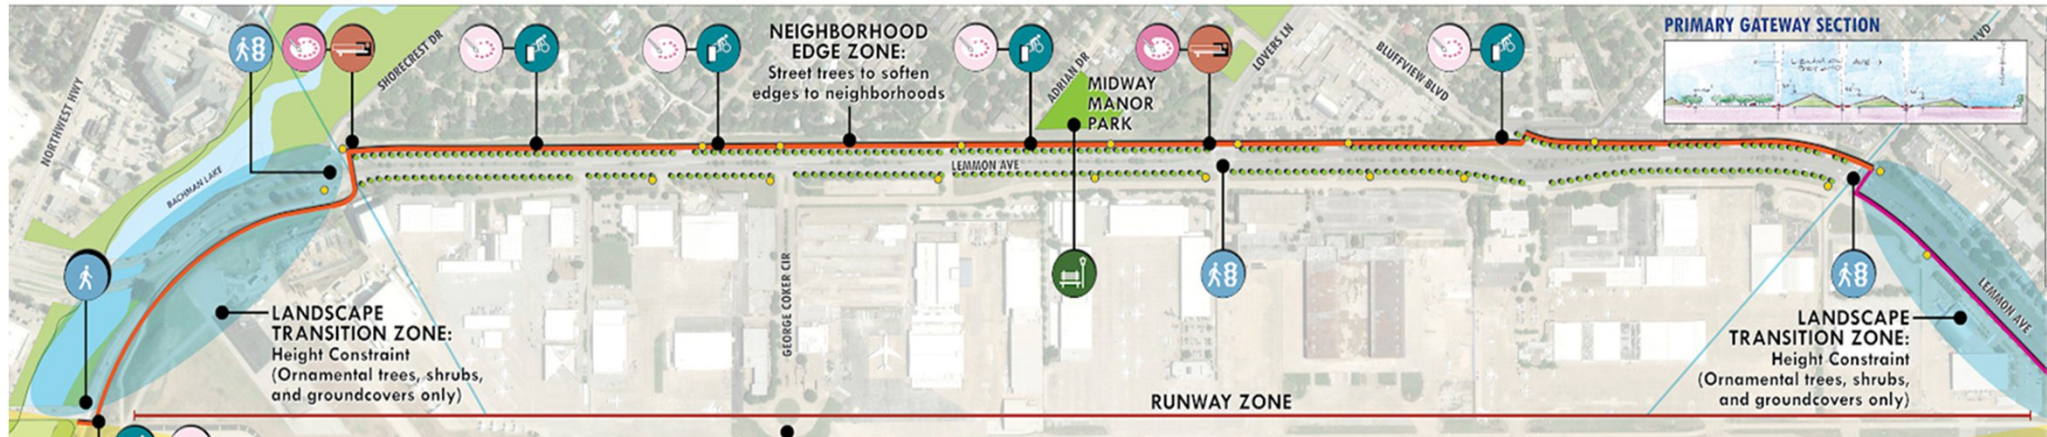 NORTHWEST HWY
BACHMAN LAKE
SHORECREST DR
NEIGHBORHOOD
EDGE ZONE:
Street trees to soften
edges to neighborhoods
ADRIAN DR
MIDWAY
MANOR
PARK
LOVERS LN
BLUFFVIEW BLVD
PRIMARY GATEWAY SECTION
BLVD
LEMMON AVE
LANDSCAPE
TRANSITION ZONE:
Height Constraint
(Ornamental trees, shrubs,
and groundcovers only)
GEORGE COKER CIR
LANDSCAPE
TRANSITION ZONE:
Height Constraint
(Ornamental trees, shrubs,
and groundcovers only)
LEMMON AVE
RUNWAY ZONE